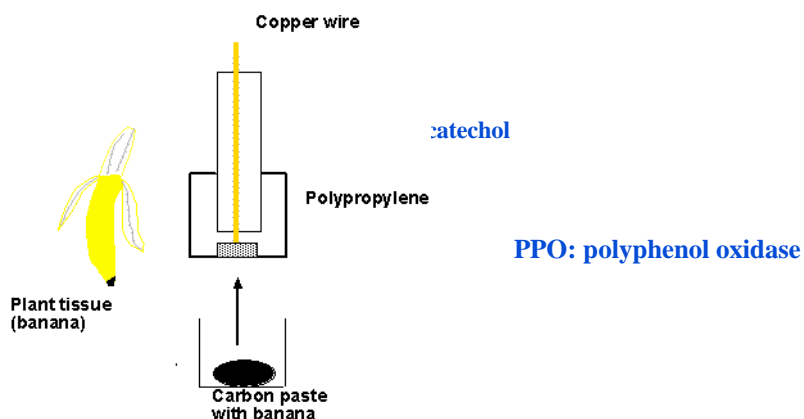 Copper wire
catechol
Polypropylene
PPO: polyphenol oxidase
Plant tissue
(banana)
Carbon paste
with banana